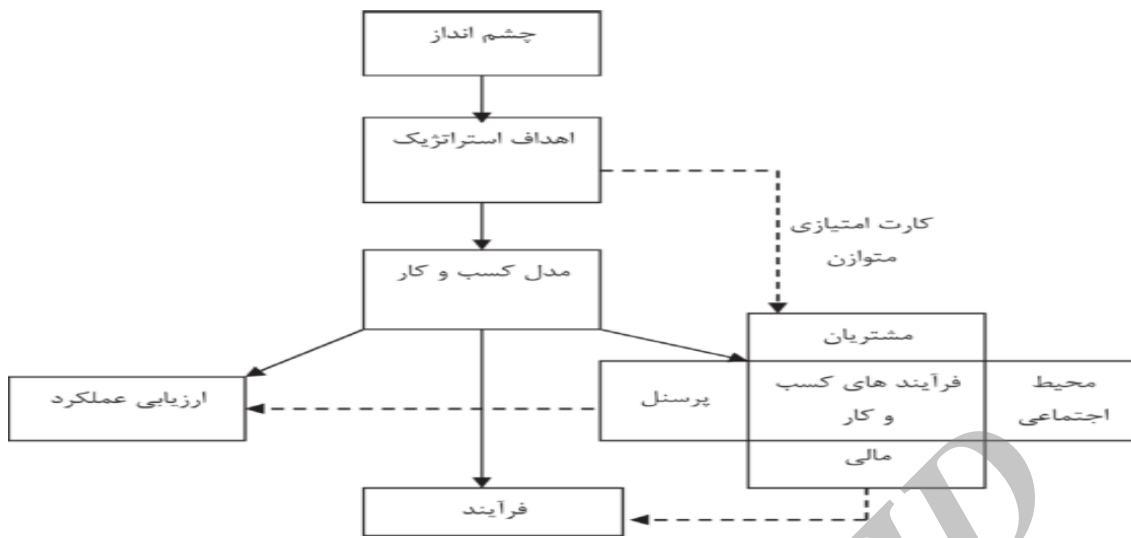 چشم انداز
اهداف استراتژیک
کارت امتیازی
متوازن
مدل کسب و کار
مشتریان
ارزیابی عملکرد
پرسنل
فرآیند های کسب
و کار
محیط
اجتماعی
مالی
فرآیند